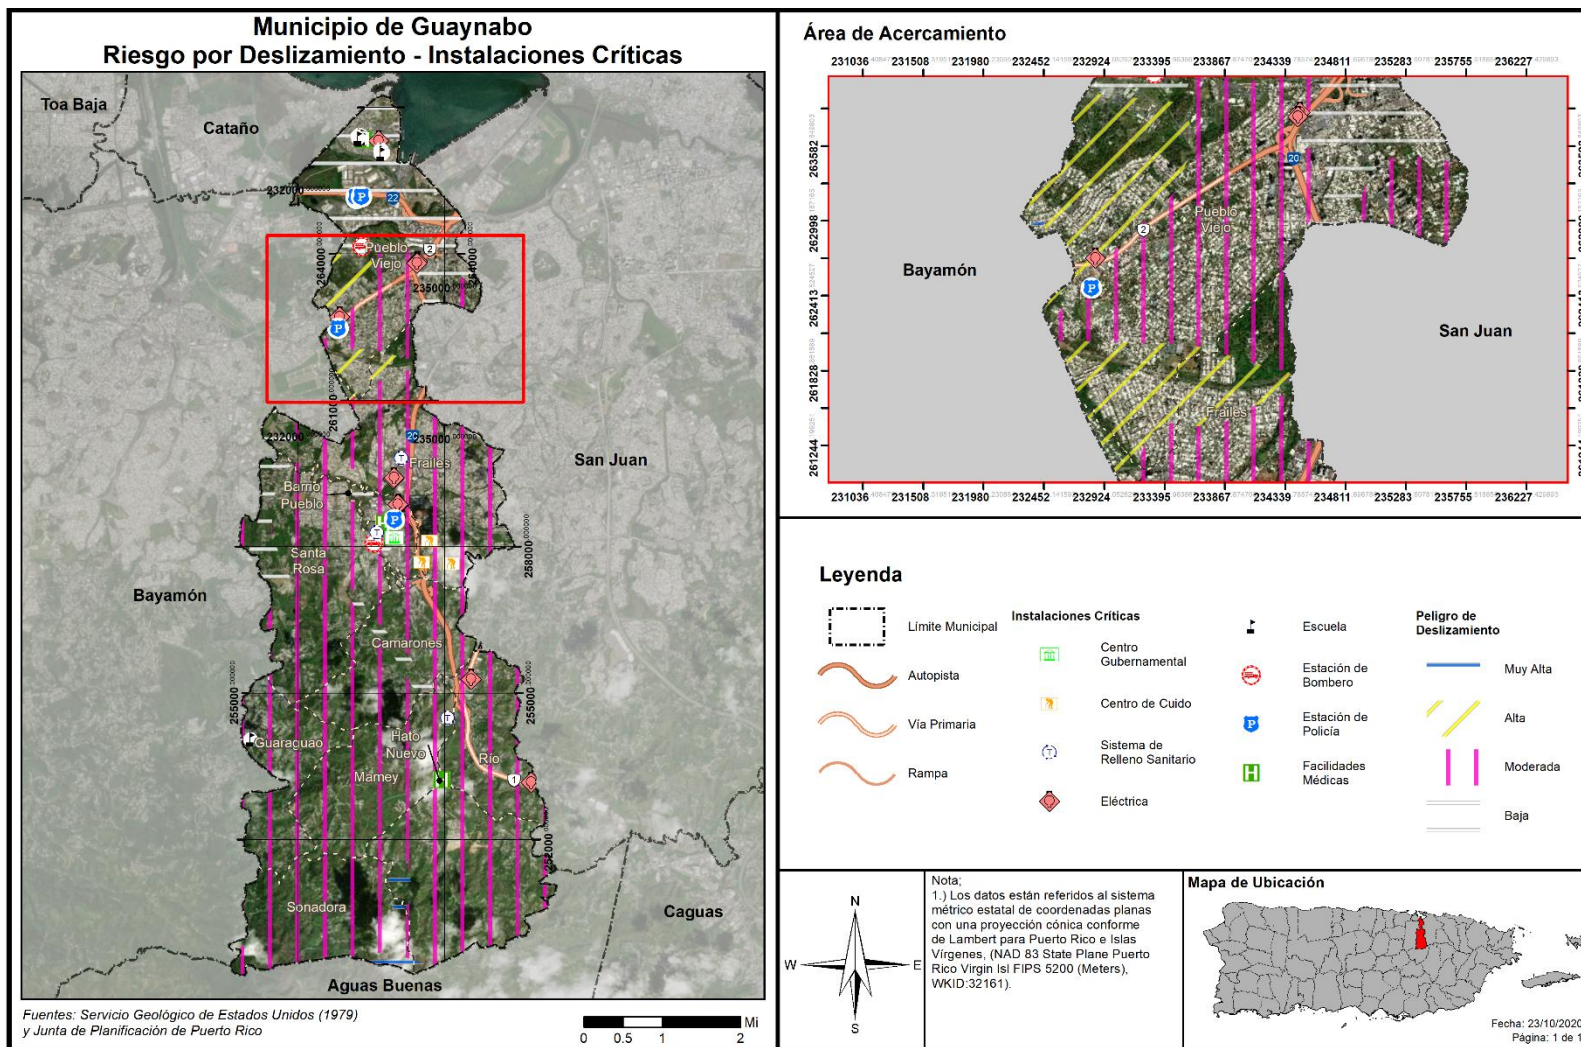 Municipio de Guaynabo
Riesgo por Deslizamiento - Instalaciones Críticas
Toa Baja
Cataño
232000
22
Pueblo
Viejo
2
264000
264000
235000
261000
232000
20
235000
Frailes
San Juan
Barrio
Pueblo
Santa
Rosa
258000
Bayamón
Camarones
255000
255000
Guaraguao
Hato
Nuevo
Río
Mamey
1
252000
Sonadora
Caguas
Aguas Buenas
Fuentes: Servicio Geológico de Estados Unidos (1979)
y Junta de Planificación de Puerto Rico
Mi
0 0.5 1 2
Área de Acercamiento
231036 231508 231980 232452 232924 233395 233867 234339 234811 235283 235755 236227
263582
262998
262413
261828
261244
20
Pueblo
Viejo
2
Bayamón
San Juan
Frailes
231036 231508 231980 232452 232924 233395 233867 234339 234811 235283 235755 236227
Leyenda
Límite Municipal
Autopista
Vía Primaria
Rampa
Instalaciones Críticas
Centro
Gubernamental
Centro de Cuido
Sistema de
Relleno Sanitario
Eléctrica
Escuela
Estación de
Bombero
Estación de
Policía
Facilidades
Médicas
Peligro de
Deslizamiento
Muy Alta
Alta
Moderada
Baja
N
W E
S
Nota;
1.) Los datos están referidos al sistema
métrico estatal de coordenadas planas
con una proyección cónica conforme
de Lambert para Puerto Rico e Islas
Vírgenes, (NAD 83 State Plane Puerto
Rico Virgin Isl FIPS 5200 (Meters),
WKID:32161).
Mapa de Ubicación
Fecha: 23/10/2020
Página: 1 de 1